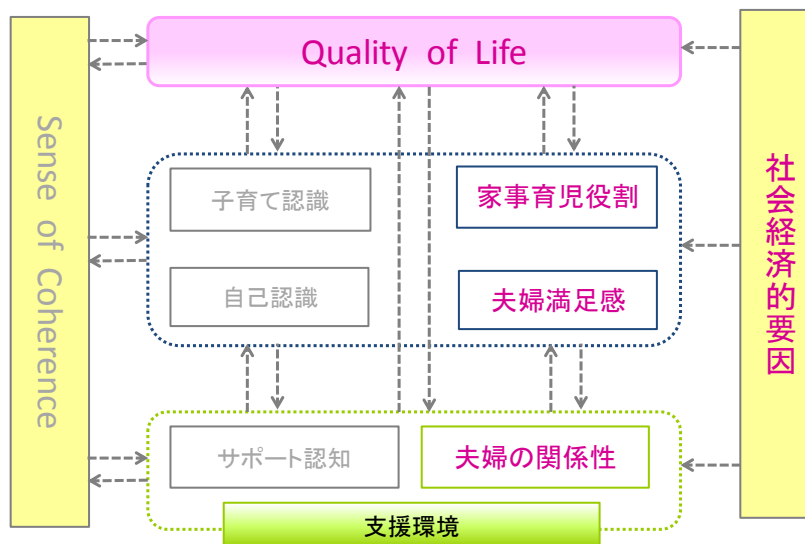 Quality of Life
Sense of Coherence
子育て認識
家事育児役割
自己認識
夫婦満足感
社会経済的要因
サポート認知
夫婦の関係性
支援環境